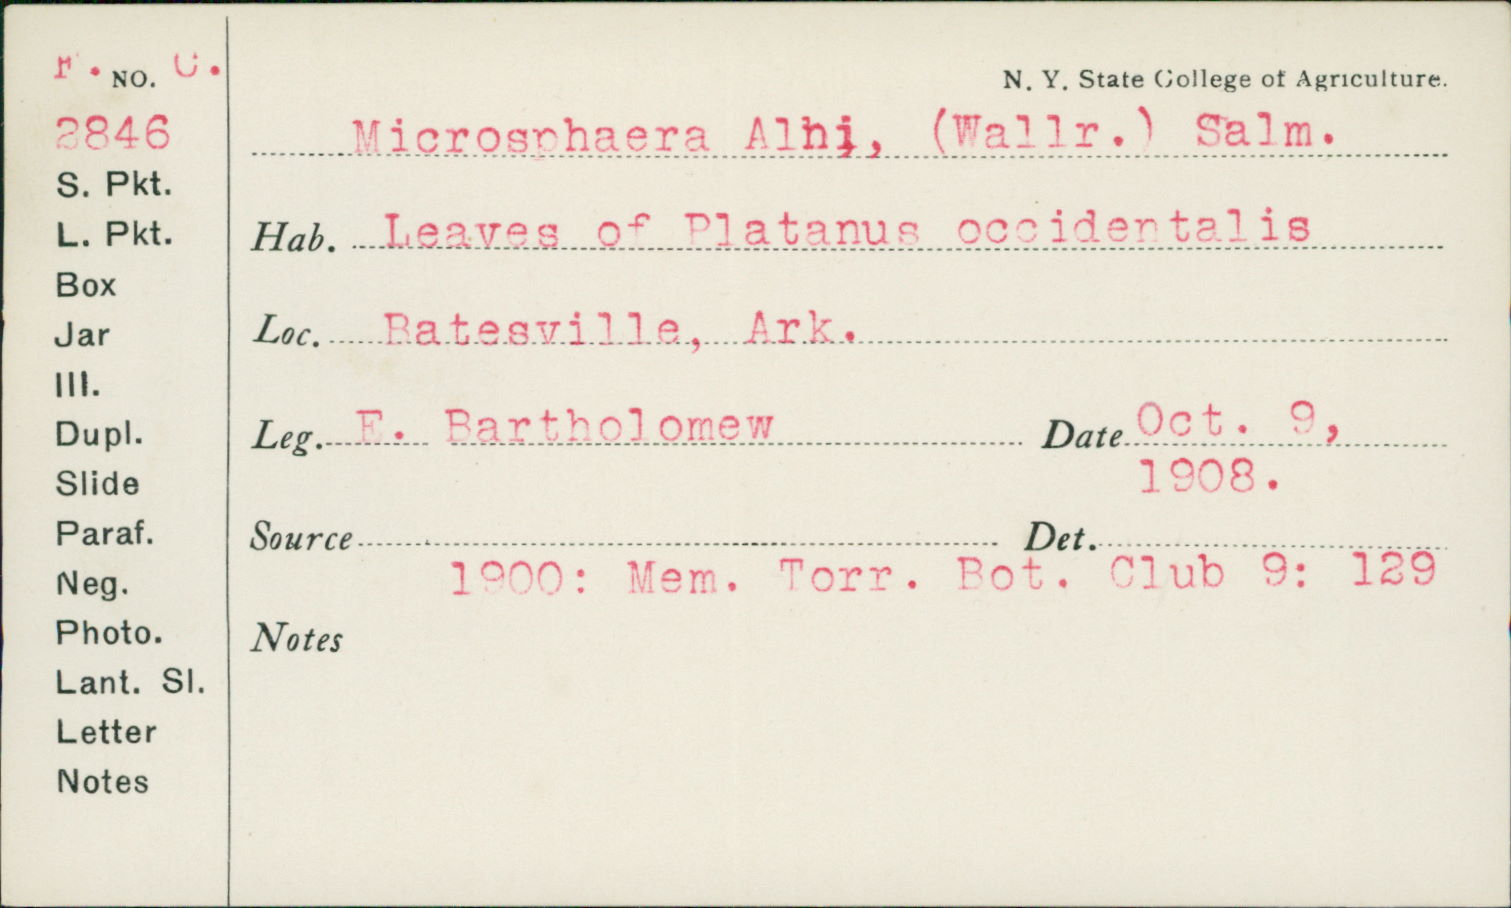 F. NO. C.
N. Y. State College of Agriculture.
2846
Microsphaera Alhi, (Wallr.) Salm.
S. Pkt.
L. Pkt.
Hab. Leaves of Platanus occidentalis
Box
Jar
Loc. Batesville, Ark.
Ill.
Dupl.
Leg. E. Bartholomew Date Oct. 9,
1908.
Slide
Paraf.
Source Det.
1900: Mem. Torr. Bot. Club 9: 129
Neg.
Photo.
Notes
Lant. Sl.
Letter
Notes